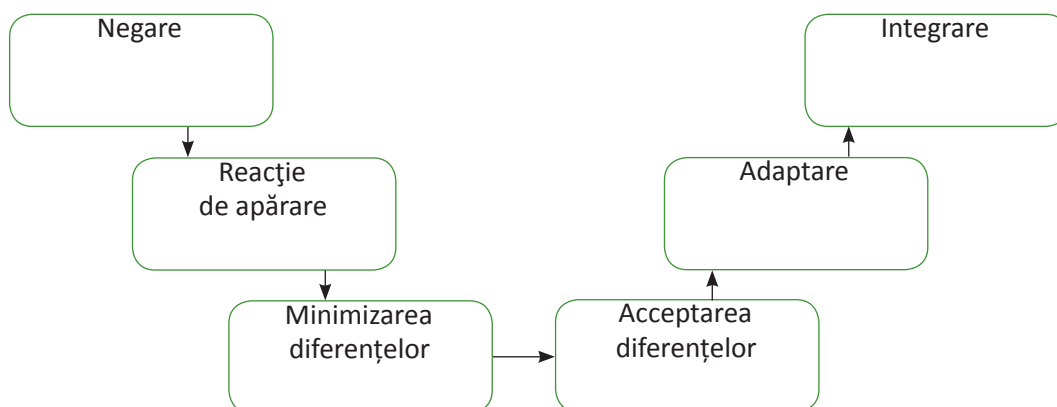 Negare
Reacţie
de apărare
Minimizarea
diferențelor
Acceptarea
diferențelor
Adaptare
Integrare